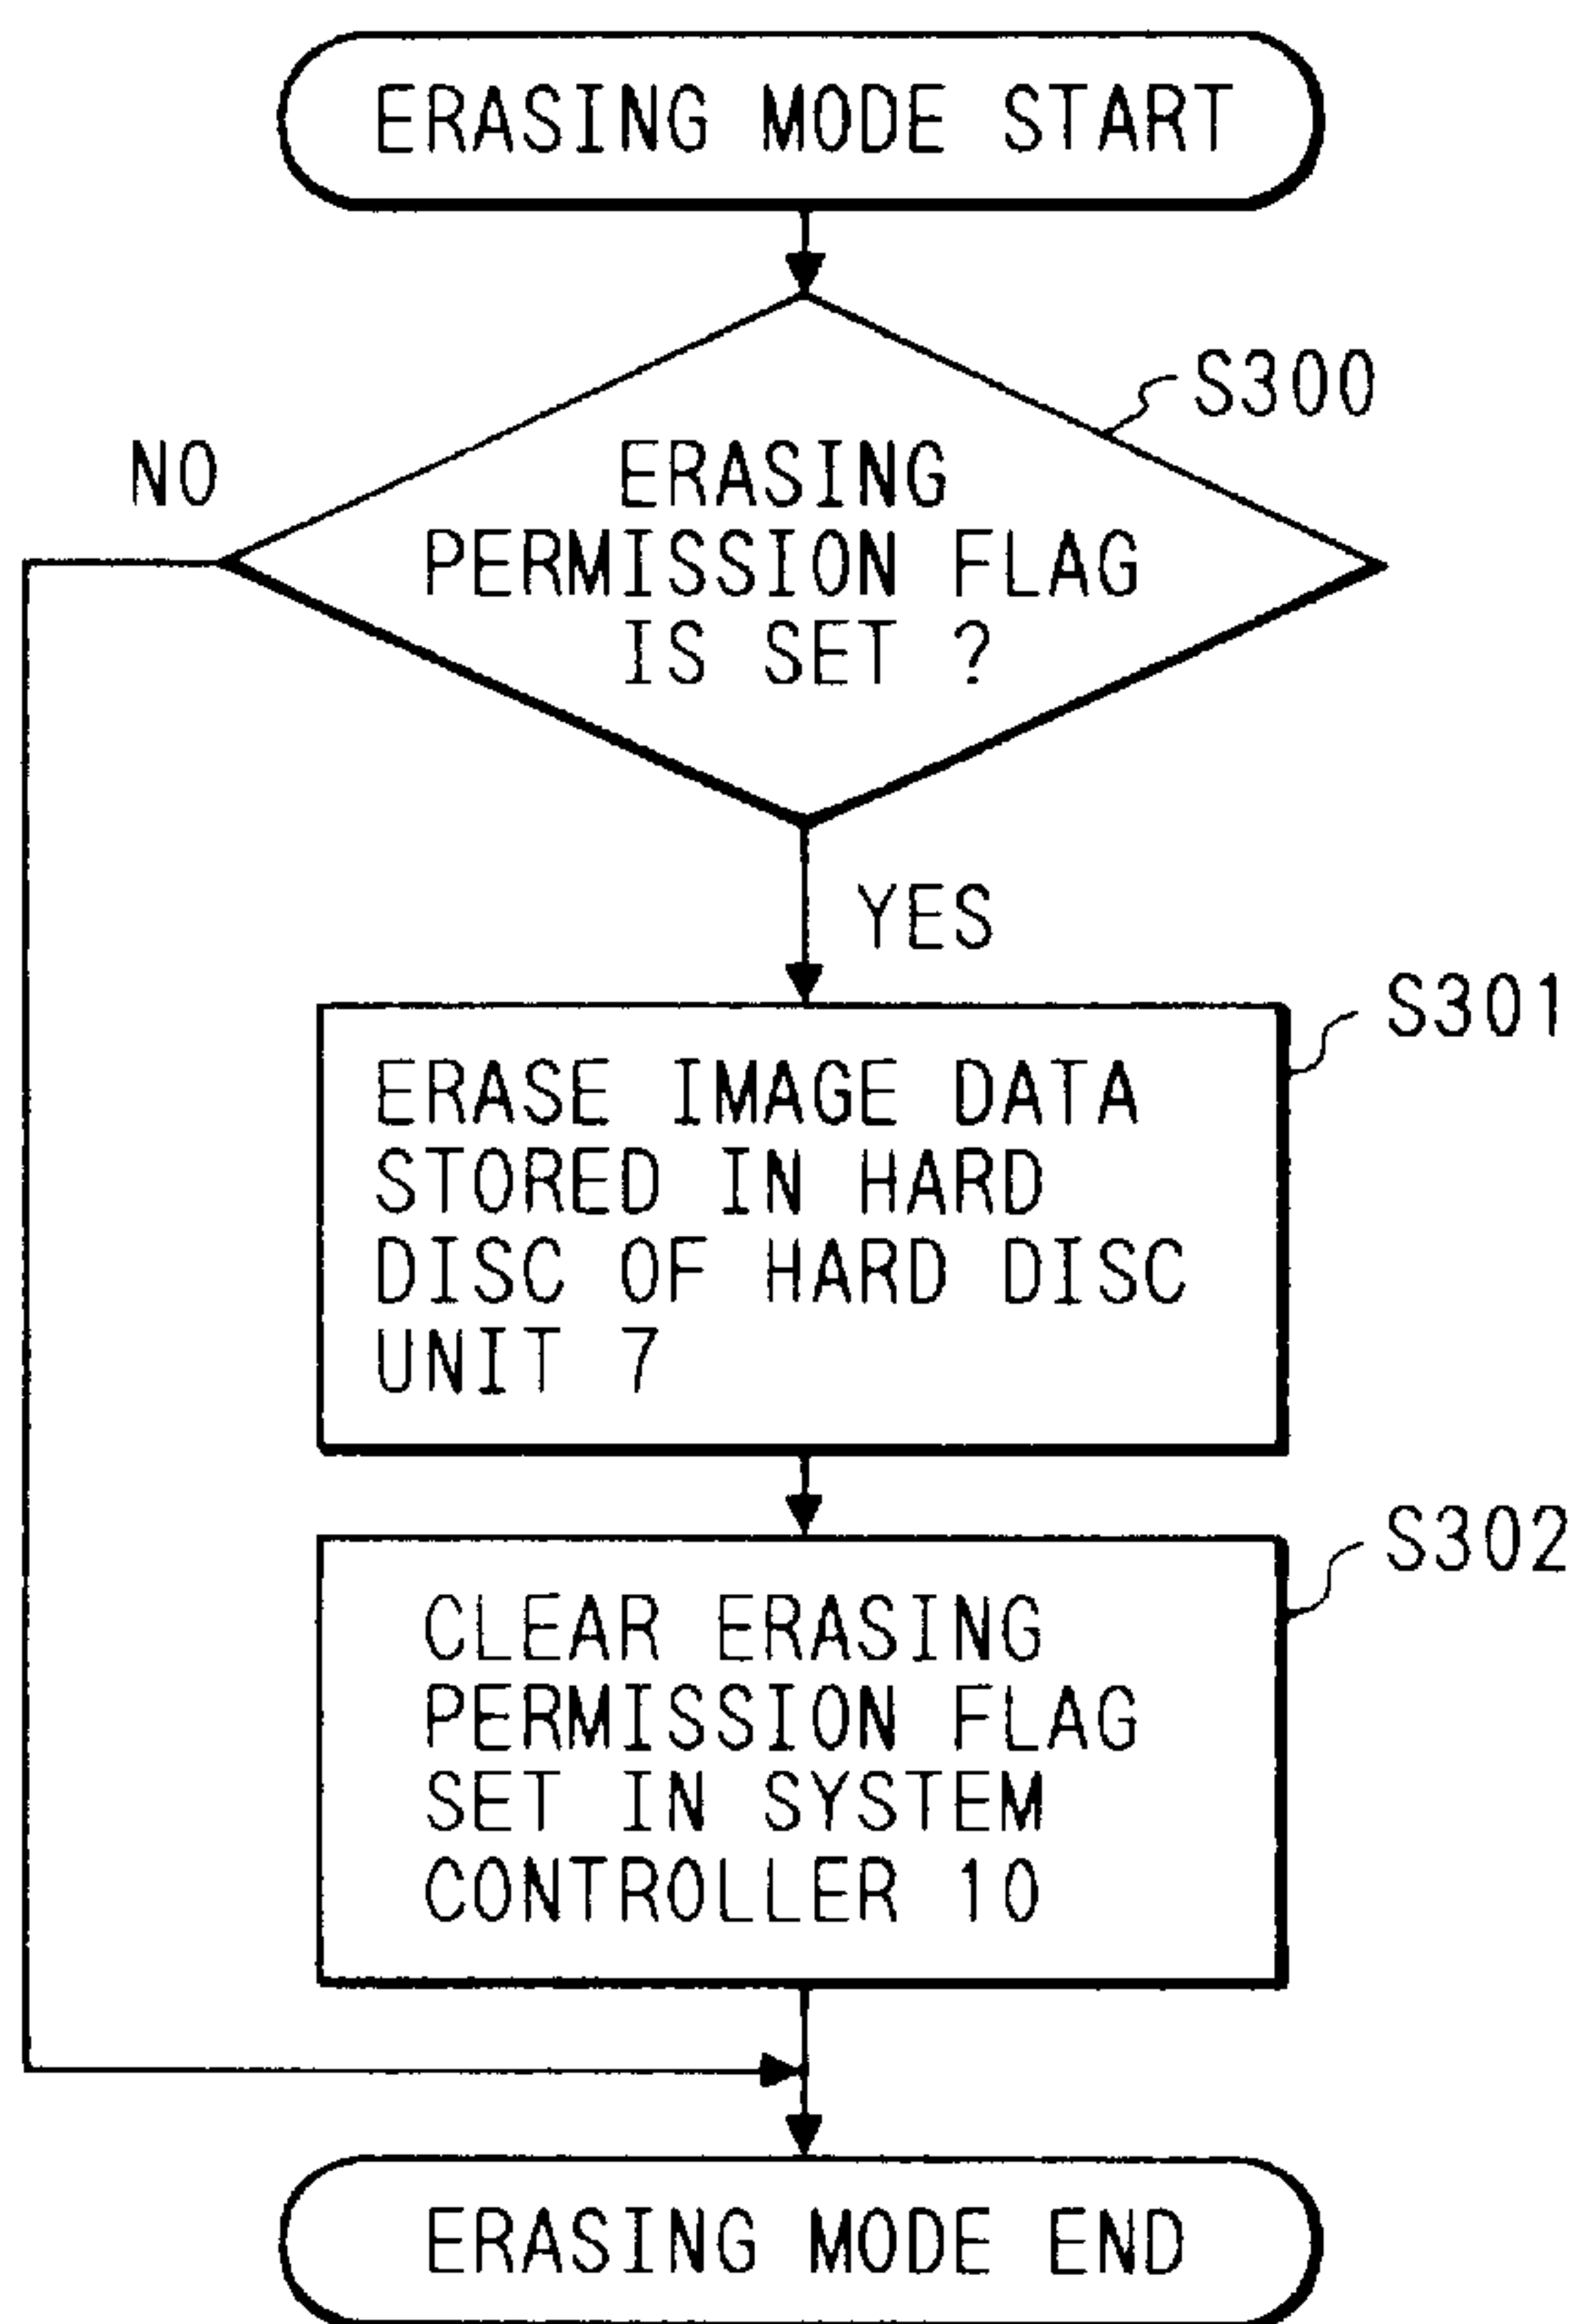 ERASING MODE START
S300
NO
ERASING
PERMISSION FLAG
IS SET ?
YES
S301
ERASE IMAGE DATA
STORED IN HARD
DISC OF HARD DISC
UNIT 7
S302
CLEAR ERASING
PERMISSION FLAG
SET IN SYSTEM
CONTROLLER 10
ERASING MODE END